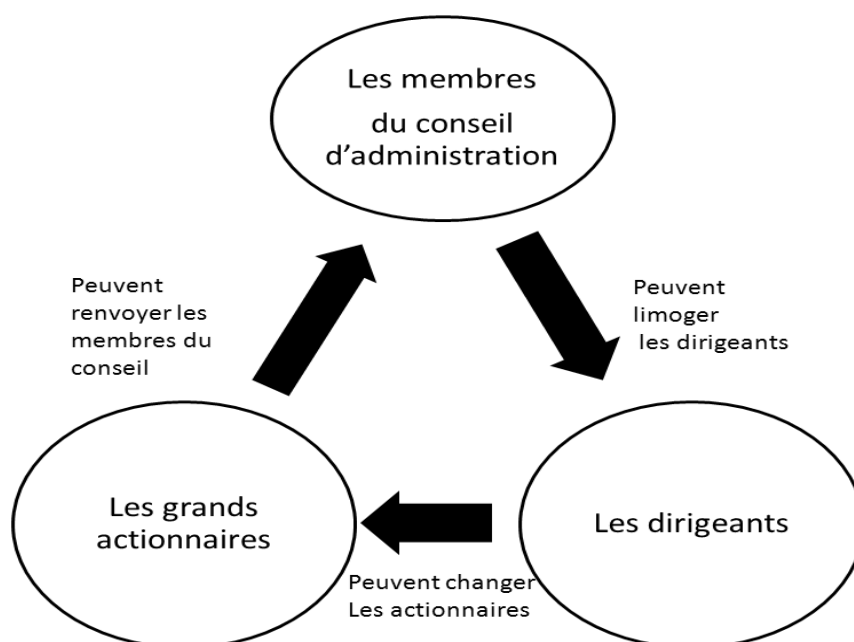 Les membres
du conseil
d’administration
Peuvent
renvoyer les
membres du
conseil
Peuvent
limoger
les dirigeants
Les grands
actionnaires
Les dirigeants
Peuvent changer
Les actionnaires